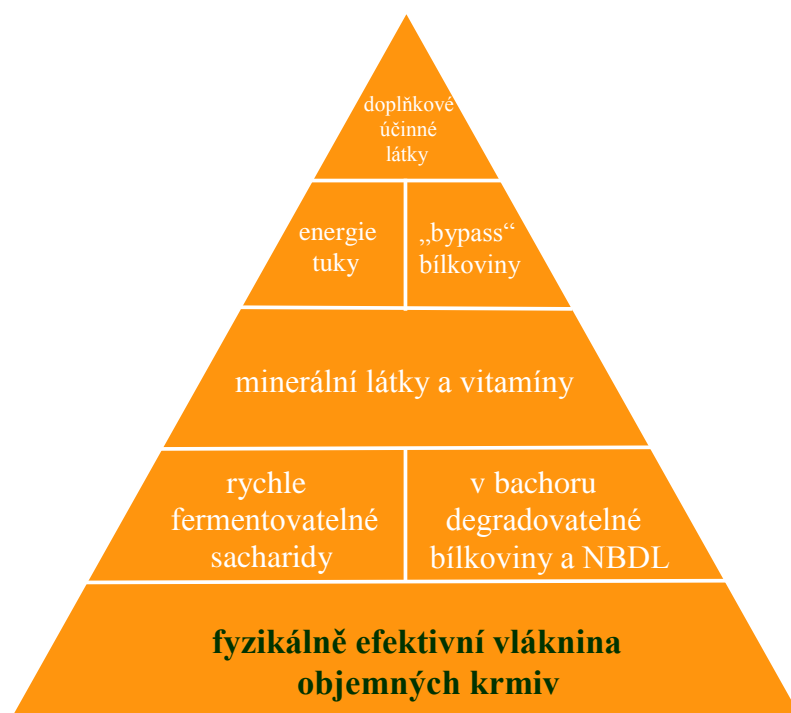 doplňkové
účinné
látky
energie
tuky
„bypass“
bílkoviny
minerální látky a vitamíny
rychle
fermentovatelné
sacharidy
v bachoru
degradovatelné
bílkoviny a NBDL
fyzikálně efektivní vláknina
objemných krmiv